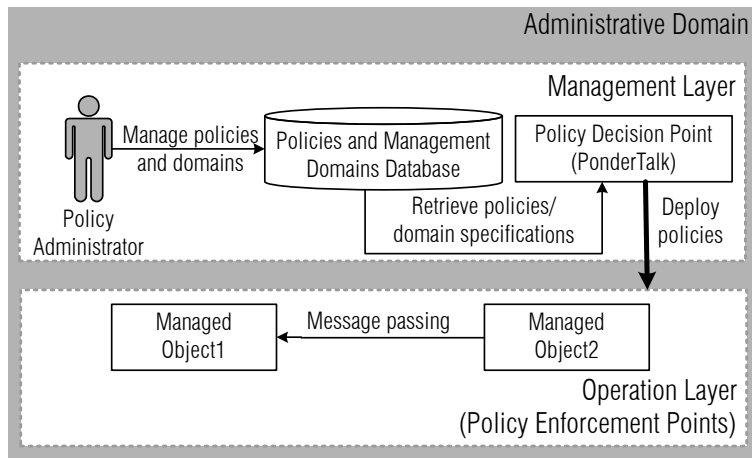 Administrative Domain
Management Layer
Manage policies
and domains
Policies and Management
Domains Database
Policy Decision Point
(PonderTalk)
Policy
Administrator
Retrieve policies/
domain specifications
Deploy
policies
Managed
Object1
Message passing
Managed
Object2
Operation Layer
(Policy Enforcement Points)